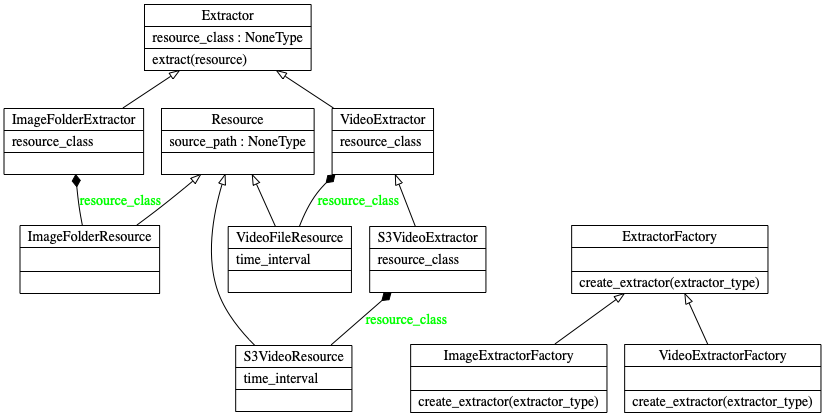 Extractor
resource_class : NoneType
extract(resource)
ImageFolderExtractor
resource_class
Resource
source_path : NoneType
VideoExtractor
resource_class
resource_class
resource_class
ImageFolderResource
VideoFileResource
time_interval
S3VideoExtractor
resource_class
ExtractorFactory
create_extractor(extractor_type)
resource_class
S3VideoResource
time_interval
ImageExtractorFactory
create_extractor(extractor_type)
VideoExtractorFactory
create_extractor(extractor_type)